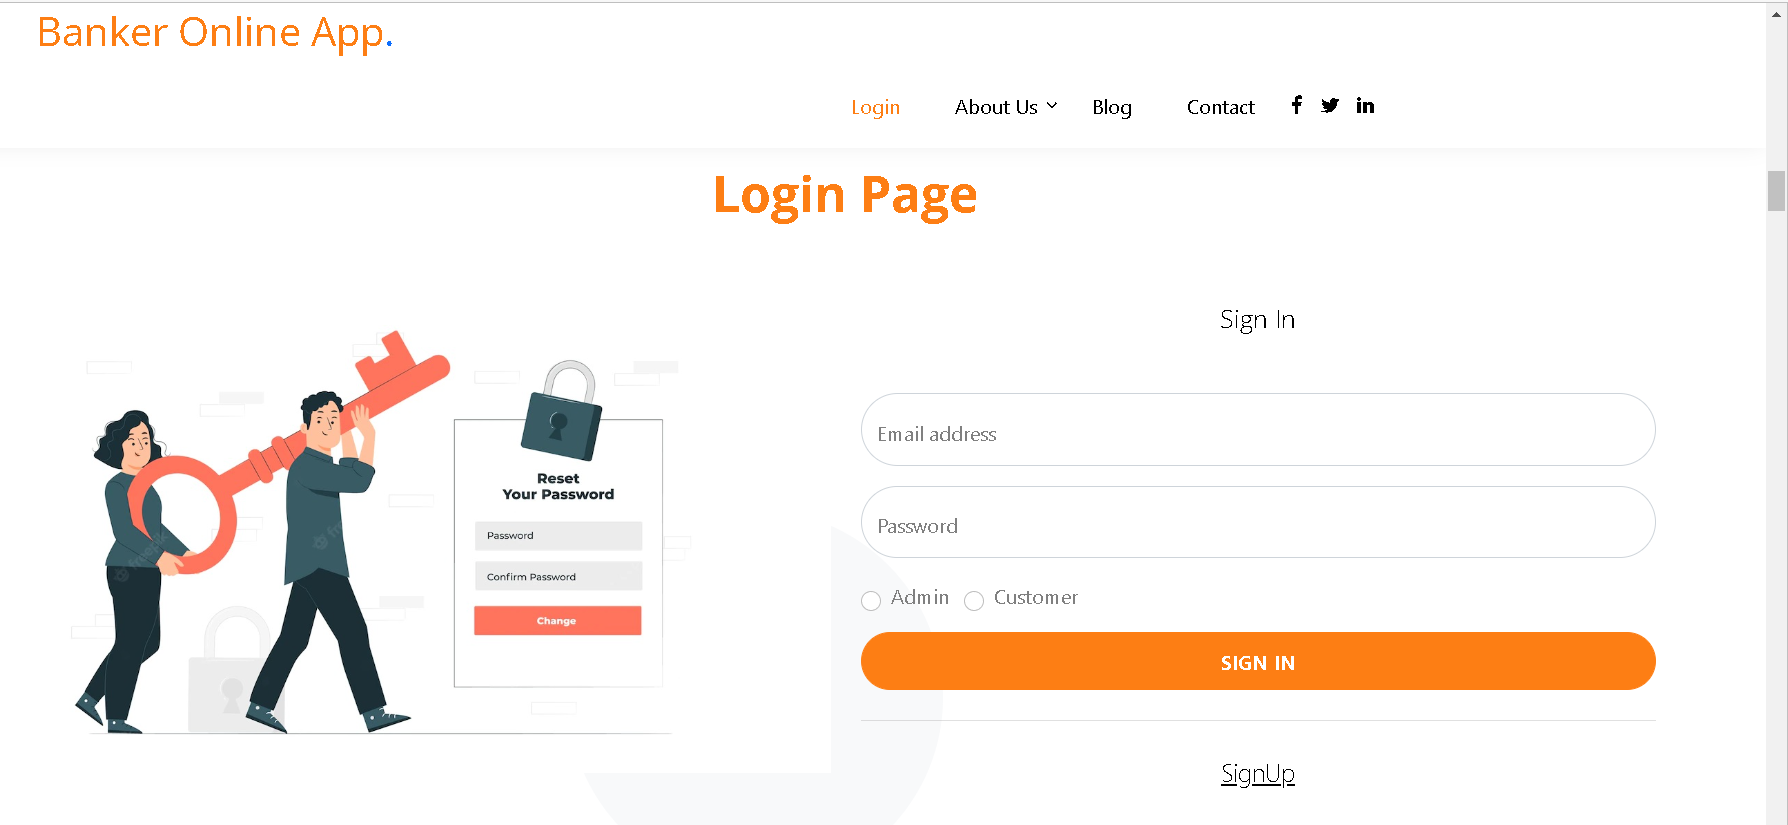 Banker Online App.
Login About Us Blog Contact
Login Page
Sign In
Email address
Password
Admin Customer
SIGN IN
SignUp
Reset
Your Password
Password
Confirm Password
Change